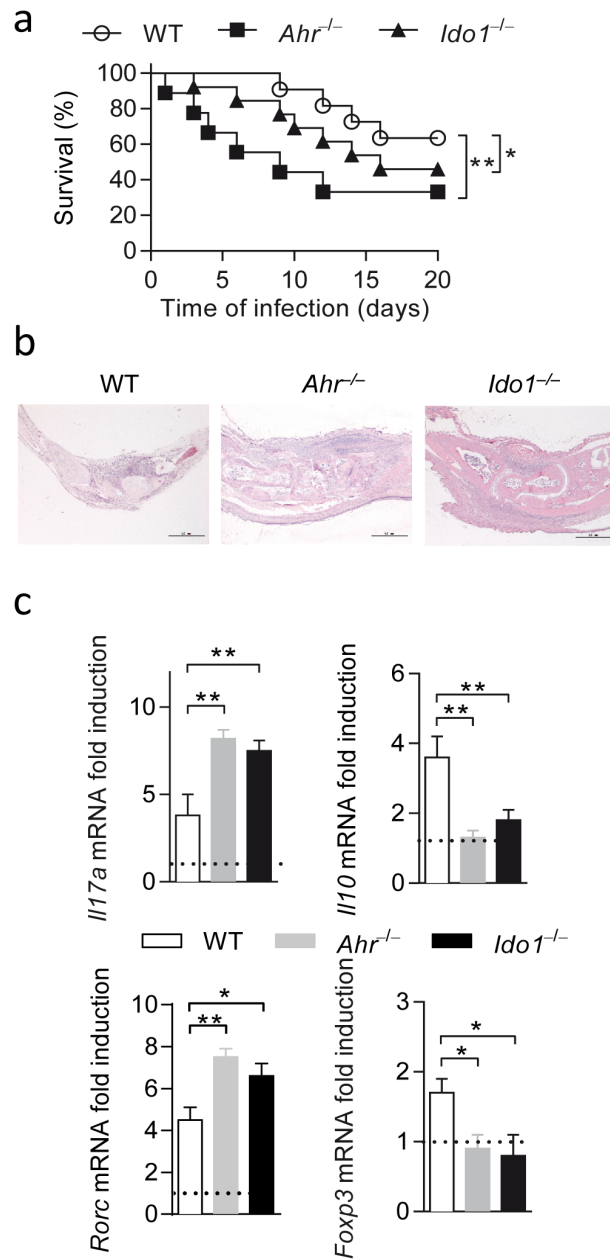 a
WT Ahr−/− Ido1−/−
Survival (%)
100
80
60
40
20
0
** *
0 5 10 15 20
Time of infection (days)
b
WT Ahr−/− Ido1−/−
c
Il17a mRNA fold induction
10
5
0
**
**
Il10 mRNA fold induction
6
4
2
0
**
**
WT Ahr−/− Ido1−/−
Rorc mRNA fold induction
10
8
6
4
2
0
*
**
Foxp3 mRNA fold induction
3
2
1
0
*
*